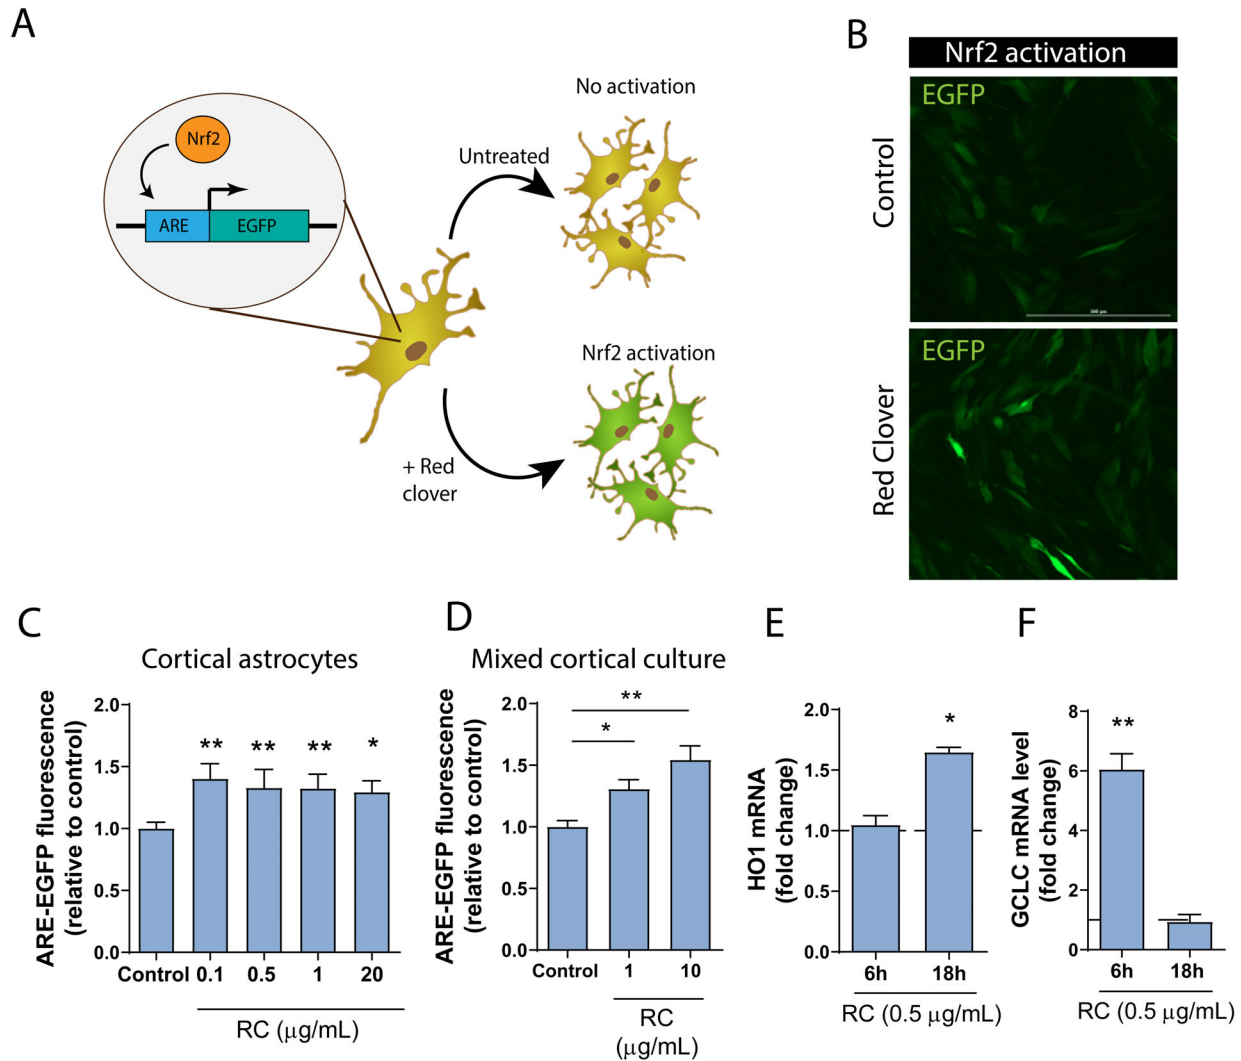 A
No activation
Nrf2
Untreated
ARE
EGFP
Nrf2 activation
+ Red
clover
B
Nrf2 activation
EGFP
Control
EGFP
Red Clover
C
Cortical astrocytes
ARE-EGFP fluorescence
(relative to control)
2.0
1.5
1.0
0.5
0.0
**
**
**
*
Control
0.1
0.5
1
20
RC (μg/mL)
D
Mixed cortical culture
ARE-EGFP fluorescence
(relative to control)
2.0
1.5
1.0
0.5
0.0
**
*
Control
1
10
RC
(μg/mL)
E
HO1 mRNA
(fold change)
2.0
1.5
1.0
0.5
0.0
*
6h
18h
RC (0.5 μg/mL)
F
GCLC mRNA level
(fold change)
8
6
4
2
0
**
6h
18h
RC (0.5 μg/mL)